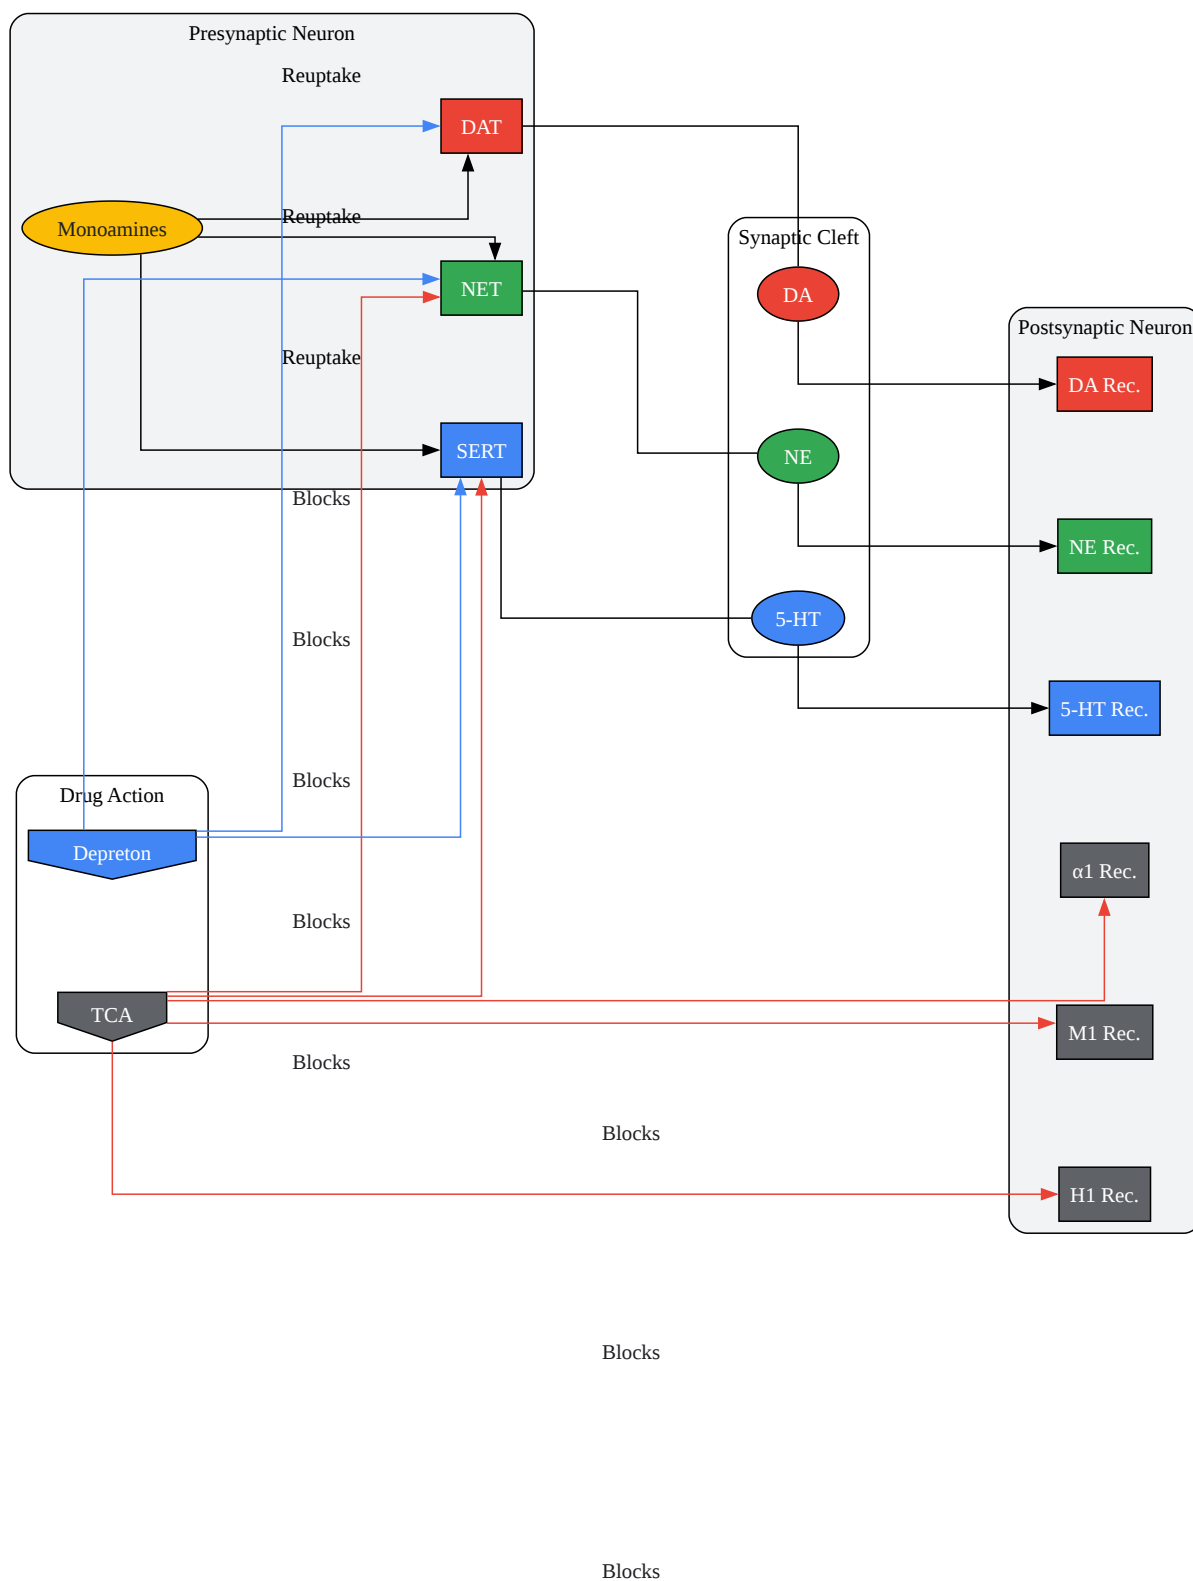 Presynaptic Neuron
Reuptake
DAT
Reuptake
Monoamines
NET
Reuptake
SERT
Synaptic Cleft
DA
NE
5-HT
Postsynaptic Neuron
DA Rec.
NE Rec.
5-HT Rec.
α1 Rec.
M1 Rec.
H1 Rec.
Blocks
Blocks
Blocks
Drug Action
Depreton
Blocks
TCA
Blocks
Blocks
Blocks
Blocks